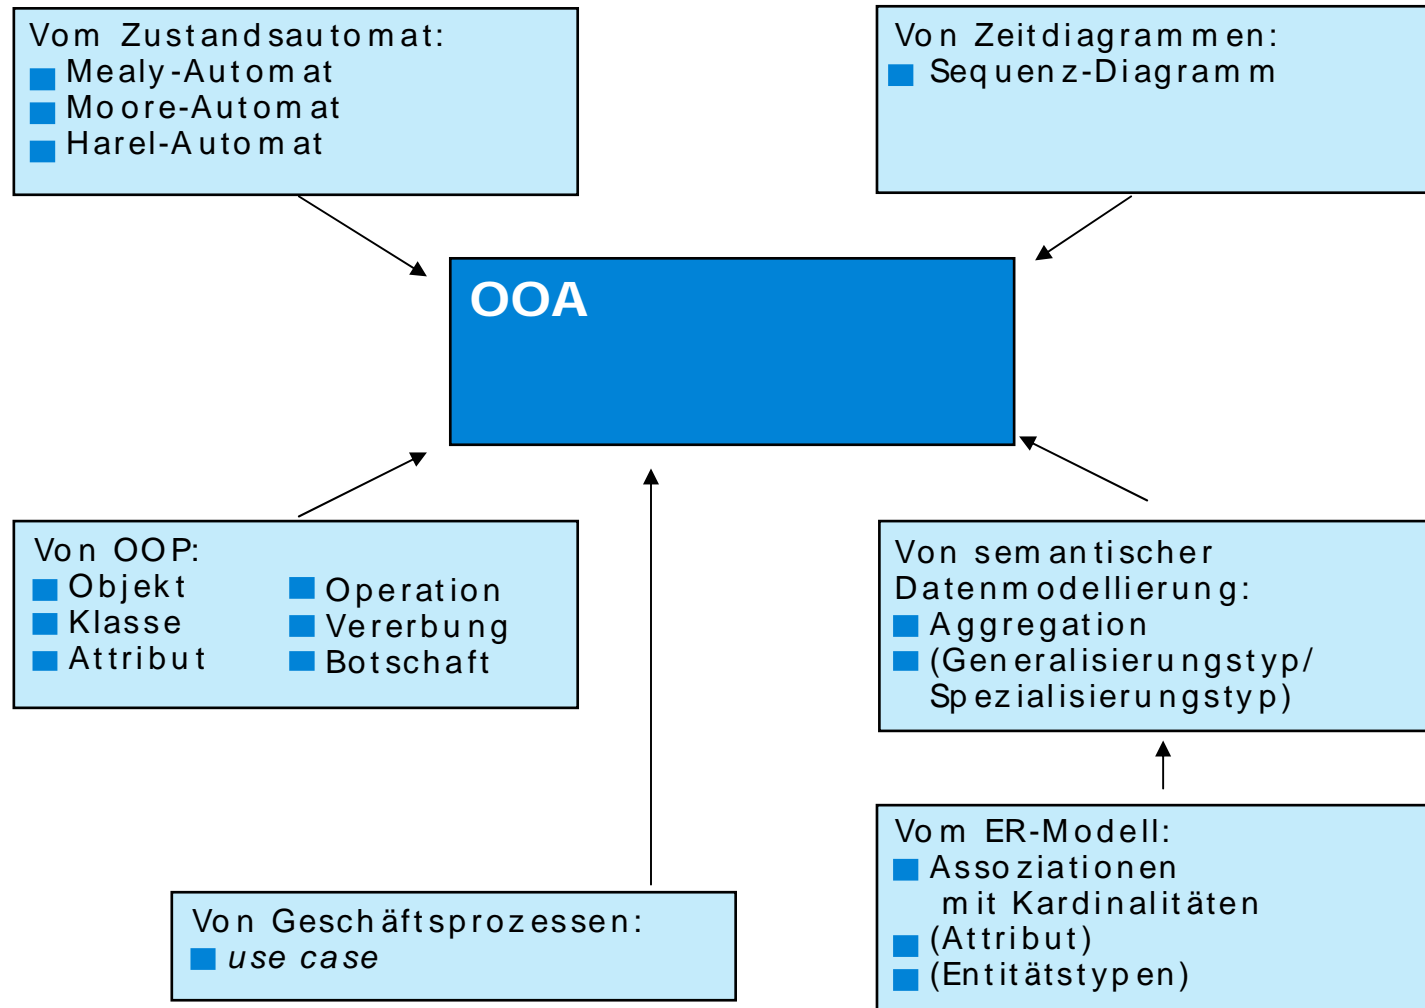 Vom Zustandsautomat:
Mealy-Automat
Moore-Automat
Harel-Automat
Von Zeitdiagrammen:
Sequenz-Diagramm
OOA
Von OOP:
Objekt
Klasse
Attribut
Operation
Vererbung
Botschaft
Von semantischer
Datenmodellierung:
Aggregation
(Generalisierungstyp/
Spezialisierungstyp)
Von Geschäftsprozessen:
use case
Vom ER-Modell:
Assoziationen
mit Kardinalitäten
(Attribut)
(Entitätstypen)